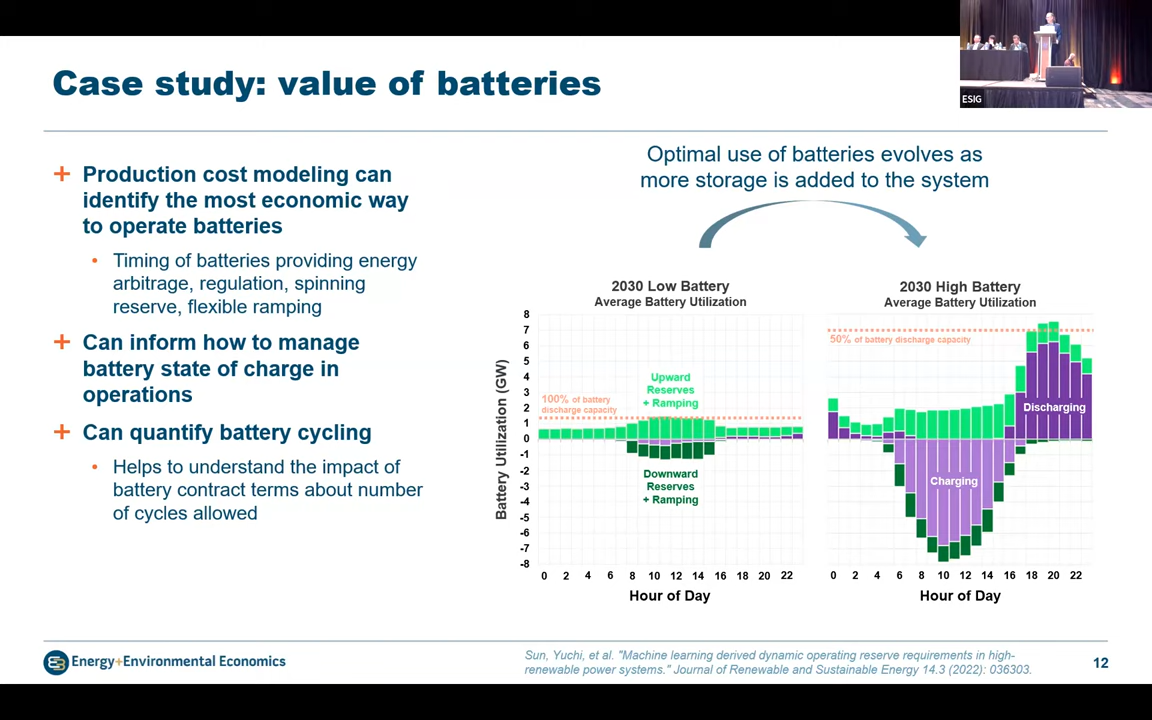 ESIG
Case study: value of batteries
+ Production cost modeling can
identify the most economic way
to operate batteries
• Timing of batteries providing energy
arbitrage, regulation, spinning
reserve, flexible ramping
+ Can inform how to manage
battery state of charge in
operations
+ Can quantify battery cycling
• Helps to understand the impact of
battery contract terms about number
of cycles allowed
Optimal use of batteries evolves as
more storage is added to the system
2030 Low Battery
Average Battery Utilization
Battery Utilization (GW)
8
7
6
5
4
3
2
1
0
-1
-2
-3
-4
-5
-6
-7
-8
100% of battery
discharge capacity
Upward
Reserves
+ Ramping
Downward
Reserves
+ Ramping
0 2 4 6 8 10 12 14 16 18 20 22
Hour of Day
2030 High Battery
Average Battery Utilization
50% of battery discharge capacity
Discharging
Charging
0 2 4 6 8 10 12 14 16 18 20 22
Hour of Day
Energy+Environmental Economics
Sun, Yuchi, et al. "Machine learning derived dynamic operating reserve requirements in high-
renewable power systems." Journal of Renewable and Sustainable Energy 14.3 (2022): 036303.
12